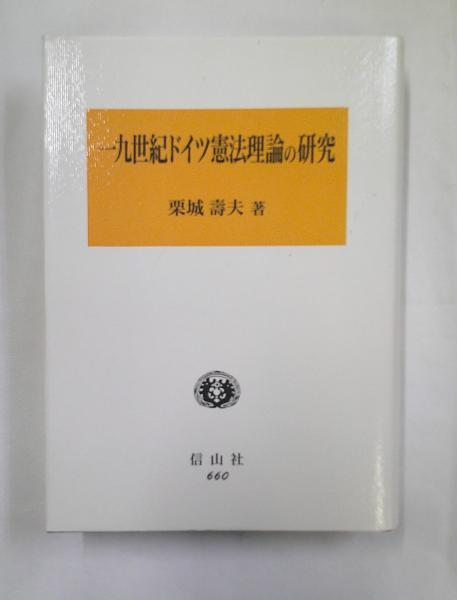 一九世紀ドイツ憲法理論の研究
栗城 壽夫 著
信山社
660